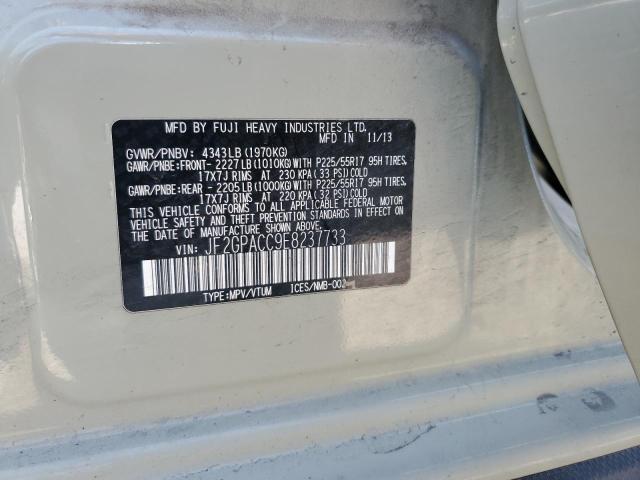 MFD BY FUJI HEAVY INDUSTRIES LTD.
IN 11/13
GVWR/PNBV: 4343LB (1970KG)
GAWR/PNBE: FRONT- 2227LB (1010KG) WITH P225/55R17 95H TIRES,
17X7J RIMS AT 230 KPA (33 PSI) COLD
GAWR/PNBE: REAR - 2205LB (1000KG) WITH P225/55R17 95H TIRES,
17X7J RIMS AT 220 KPA (32 PSI) COLD
THIS VEHICLE CONFORMS TO ALL APPLICABLE FEDERAL MOTOR
VEHICLE SAFETY AND THEFT PREVENTION STANDARDS IN
EFFECT ON THE DATE OF MANUFACTURE SHOWN ABOVE.
VIN: JF2GPACC9E8237733
TYPE: MPV/VTUM ICES/NMB-002